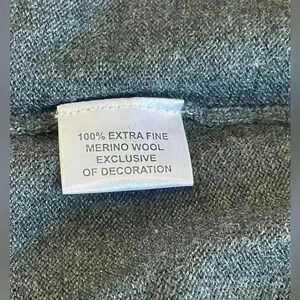 100% EXTRA FINE
MERINO WOOL
EXCLUSIVE
OF DECORATION